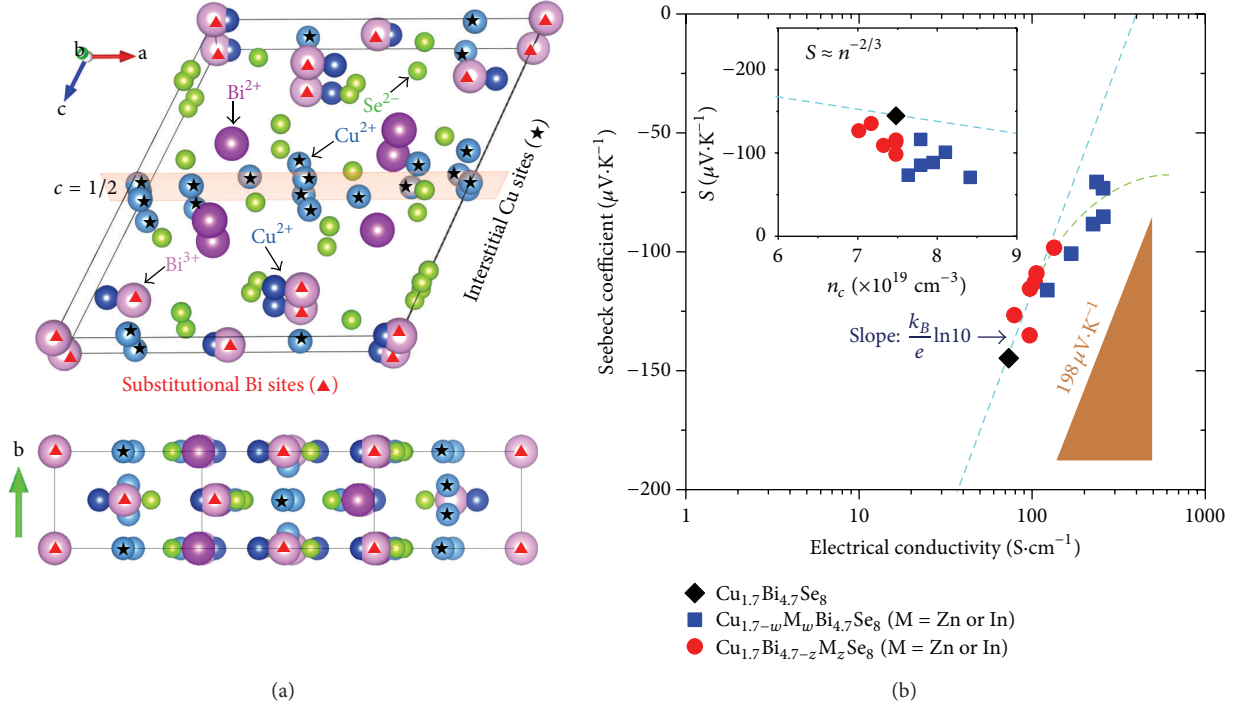 b
a
c
Bi2+
Se2−
Cu2+
c = 1/2
Cu2+
Bi3+
Interstitial Cu sites (★)
Substitutional Bi sites (▲)
b
(a)
Seebeck coefficient (μV·K−1)
0
−50
−100
−150
−200
1
10
100
1000
Electrical conductivity (S·cm−1)
S ≈ n−2/3
S (μV·K−1)
−200
−100
0
6
7
8
9
nc (×10^19 cm−3)
Slope: kB/e ln10
198 μV·K−1
Cu1.7Bi4.7Se8
Cu1.7−wMwBi4.7Se8 (M = Zn or In)
Cu1.7Bi4.7−zMzSe8 (M = Zn or In)
(b)